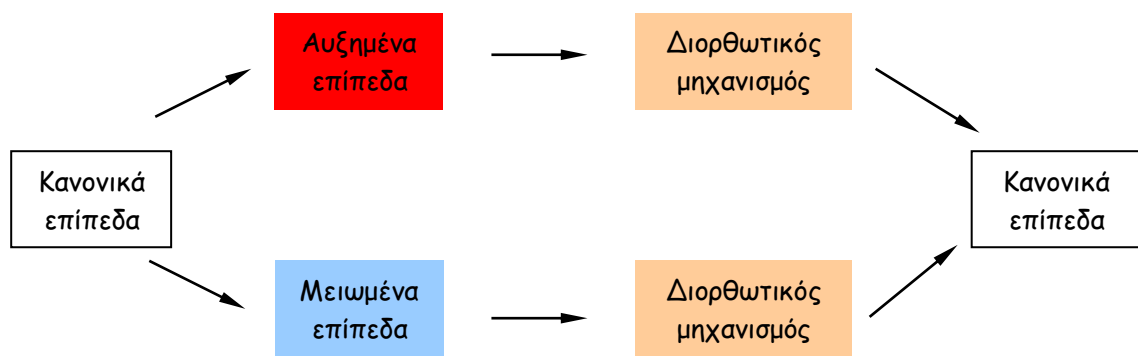 Αυξημένα
επίπεδα
Διορθωτικός
μηχανισμός
Κανονικά
επίπεδα
Κανονικά
επίπεδα
Μειωμένα
επίπεδα
Διορθωτικός
μηχανισμός